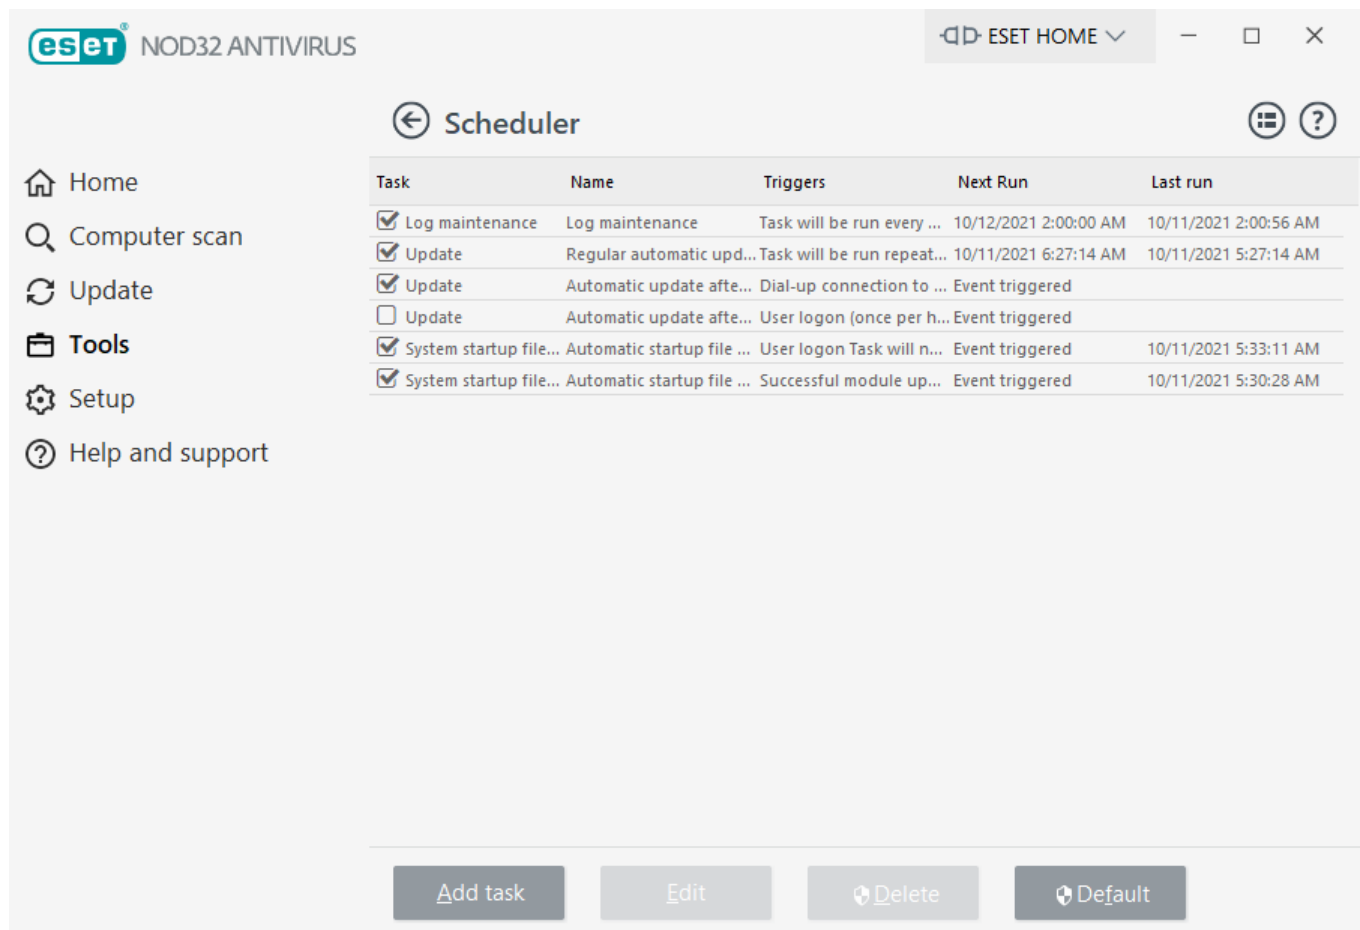 eset® NOD32 ANTIVIRUS
ESET HOME
Scheduler
Home
Computer scan
Update
Tools
Setup
Help and support
Task Name Triggers Next Run Last run
Log maintenance Log maintenance Task will be run every ... 10/12/2021 2:00:00 AM 10/11/2021 2:00:56 AM
Update Regular automatic upd... Task will be run repeat... 10/11/2021 6:27:14 AM 10/11/2021 5:27:14 AM
Update Automatic update afte... Dial-up connection to ... Event triggered
Update Automatic update afte... User logon (once per h... Event triggered
System startup file... Automatic startup file ... User logon Task will n... Event triggered 10/11/2021 5:33:11 AM
System startup file... Automatic startup file ... Successful module up... Event triggered 10/11/2021 5:30:28 AM
Add task Edit Delete Default